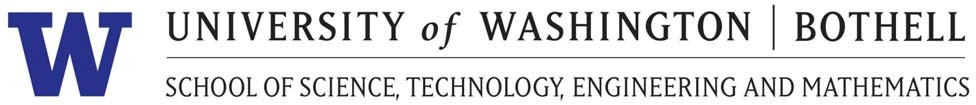 W
UNIVERSITY of WASHINGTON | BOTHELL
SCHOOL OF SCIENCE, TECHNOLOGY, ENGINEERING AND MATHEMATICS